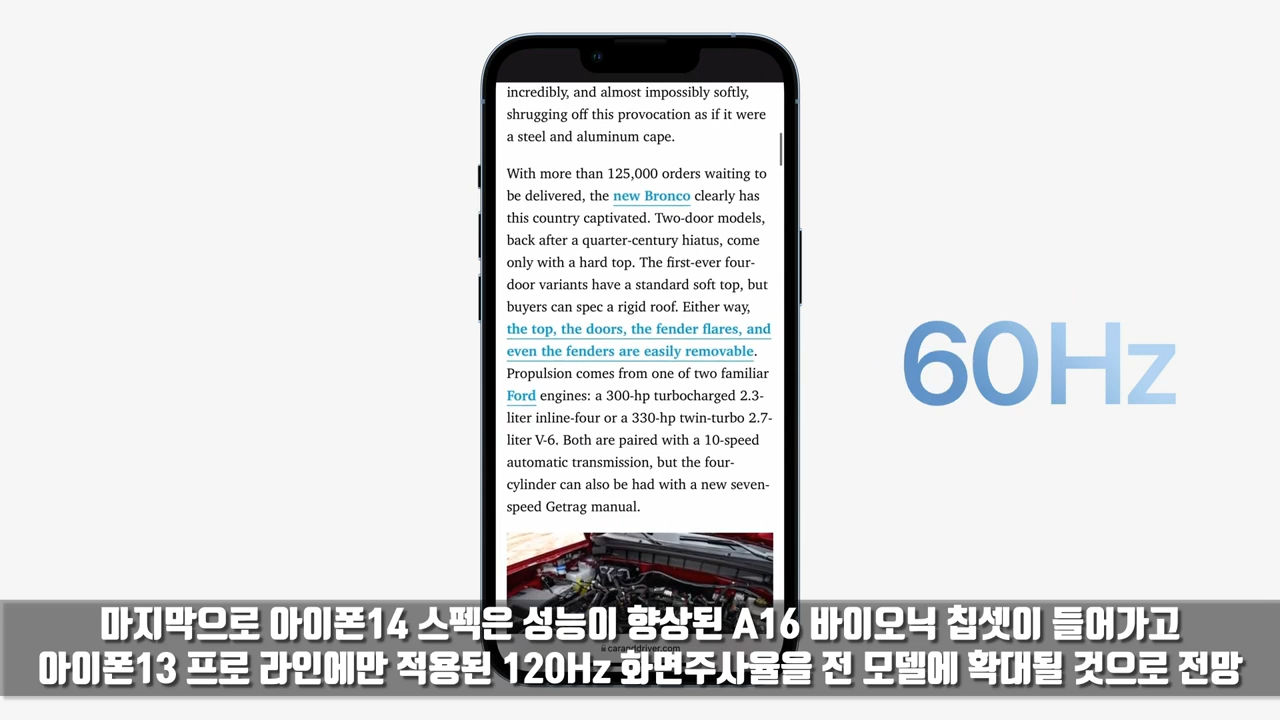 incredibly, and almost impossibly softly,
shrugging off this provocation as if it were
a steel and aluminum cape.
With more than 125,000 orders waiting to
be delivered, the new Bronco clearly has
this country captivated. Two-door models,
back after a quarter-century hiatus, come
only with a hard top. The first-ever four-
door variants have a standard soft top, but
buyers can spec a rigid roof. Either way,
the top, the doors, the fender flares, and
even the fenders are easily removable.
Propulsion comes from one of two familiar
Ford engines: a 300-hp turbocharged 2.3-
liter inline-four or a 330-hp twin-turbo 2.7-
liter V-6. Both are paired with a 10-speed
automatic transmission, but the four-
cylinder can also be had with a new seven-
speed Getrag manual.
60Hz
마지막으로 아이폰14 스펙은 성능이 향상된 A16 바이오닉 칩셋이 들어가고
caranddriver.com
아이폰13 프로 라인에만 적용된 120Hz 화면주사율을 전 모델에 확대될 것으로 전망